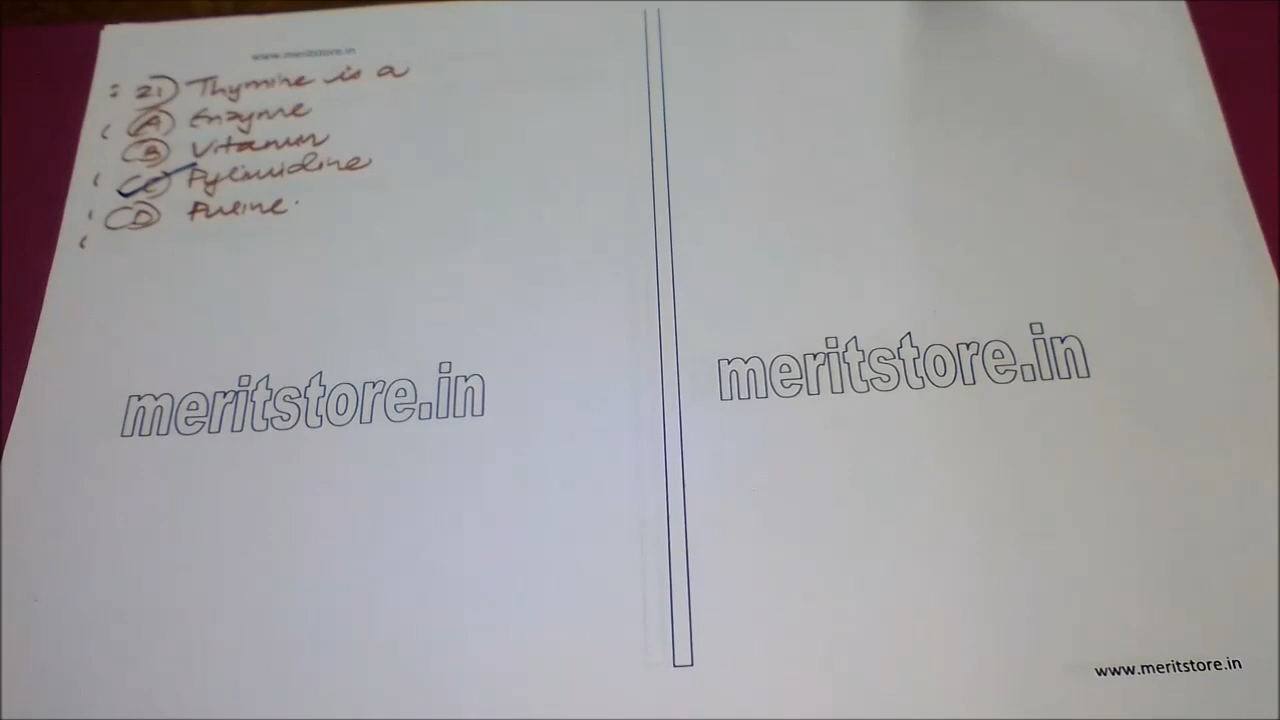 www.meritstore.in
21) Thymine is a
A Enzyme
B Vitamin
C Pyrimidine
D Purine.
meritstore.in
meritstore.in
www.meritstore.in